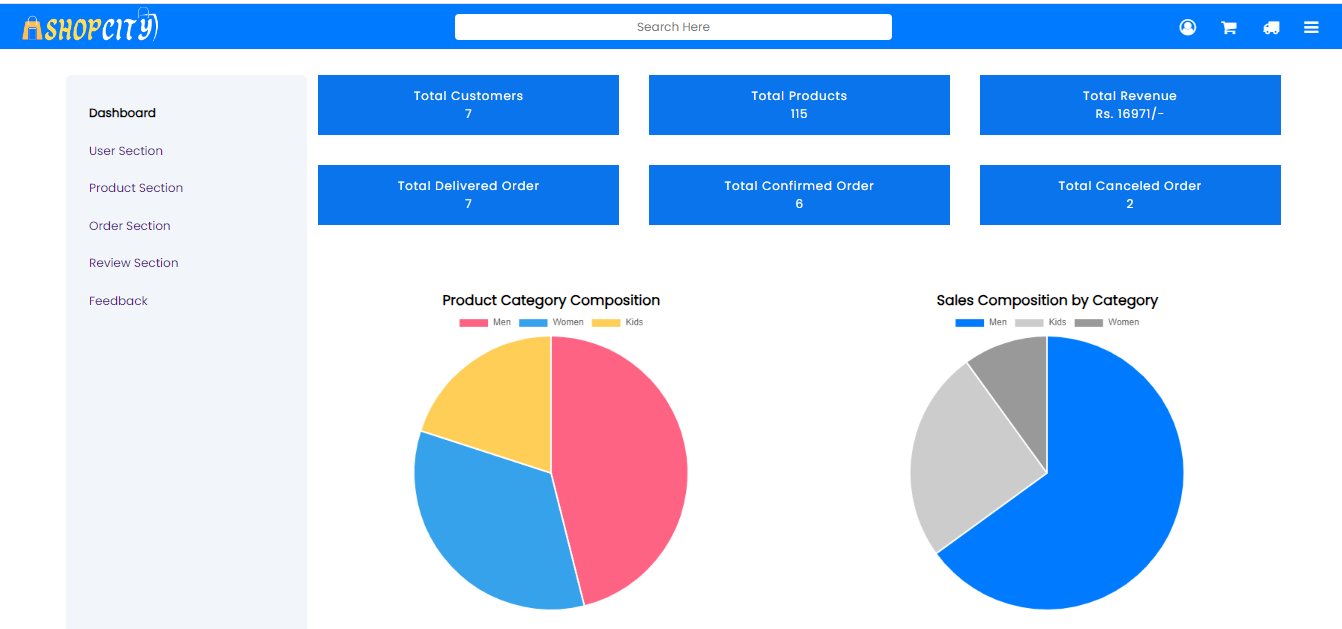 SHOPCITY
Search Here
Dashboard
User Section
Product Section
Order Section
Review Section
Feedback
Total Customers
7
Total Products
115
Total Revenue
Rs. 16971/-
Total Delivered Order
7
Total Confirmed Order
6
Total Canceled Order
2
Product Category Composition
Men Women Kids
Sales Composition by Category
Men Kids Women